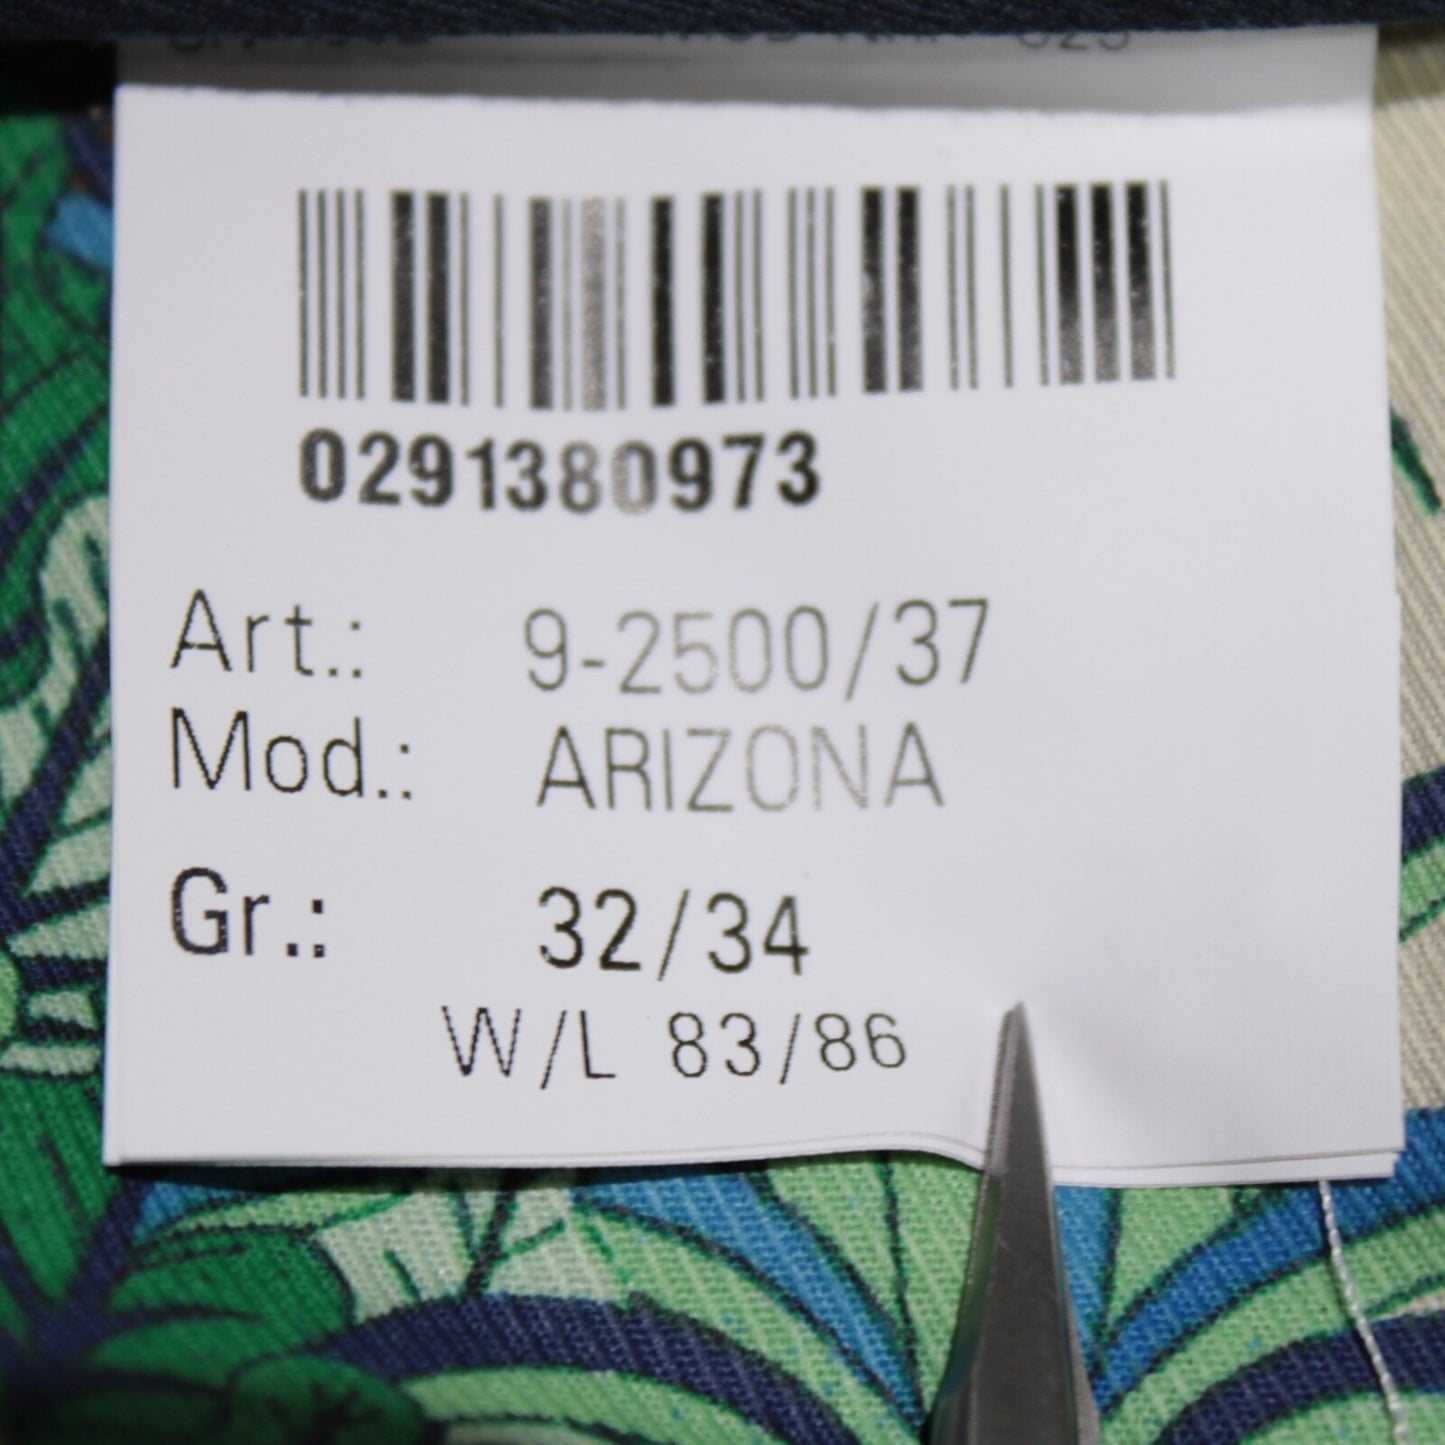 0291380973
Art.: 9-2500/37
Mod.: ARIZONA
Gr.: 32/34
W/L 83/86